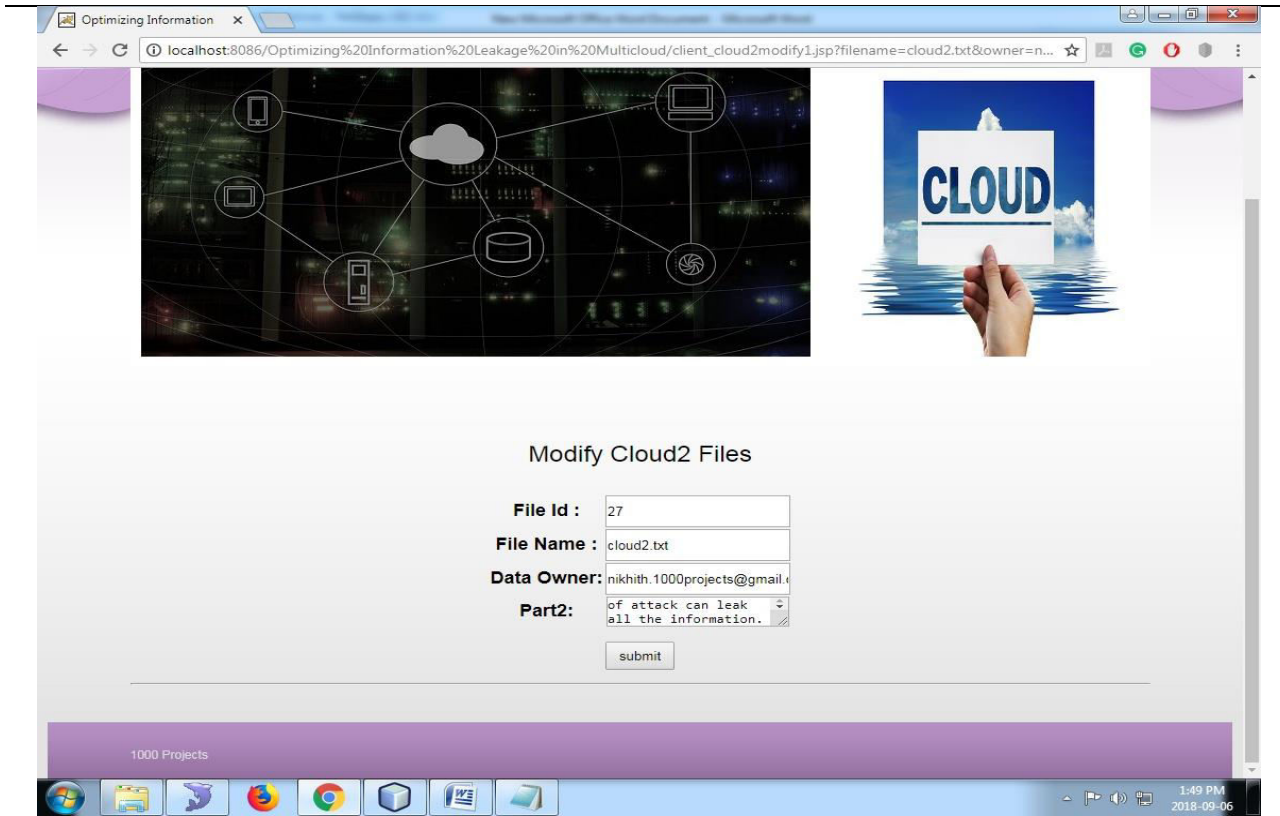 Optimizing Information
localhost:8086/Optimizing%20Information%20Leakage%20in%20Multicloud/client_cloud2modify1.jsp?filename=cloud2.txt&owner=n...
CLOUD
Modify Cloud2 Files
File Id : 27
File Name : cloud2.txt
Data Owner: nikhith.1000projects@gmail.
Part2: of attack can leak
all the information.
submit
1000 Projects
1:49 PM
2018-09-06